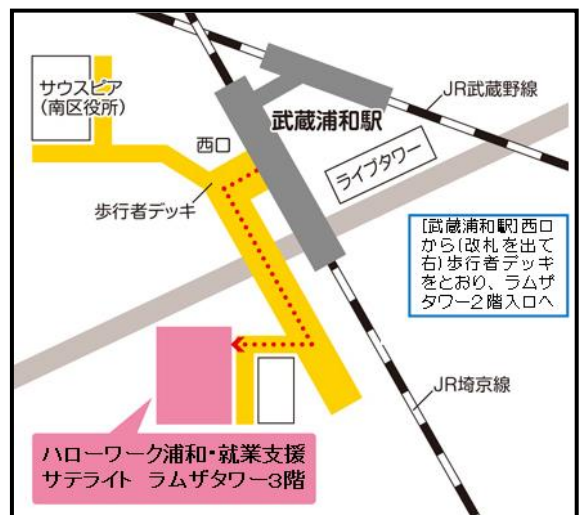 サウスピア
（南区役所）
西口
武蔵浦和駅
JR武蔵野線
ライブタワー
歩行者デッキ
[武蔵浦和駅]西口
から(改札を出て
右)歩行者デッキ
をとおり、ラムザ
タワー2階入口へ
JR埼京線
ハローワーク浦和・就業支援
サテライト ラムザタワー3階